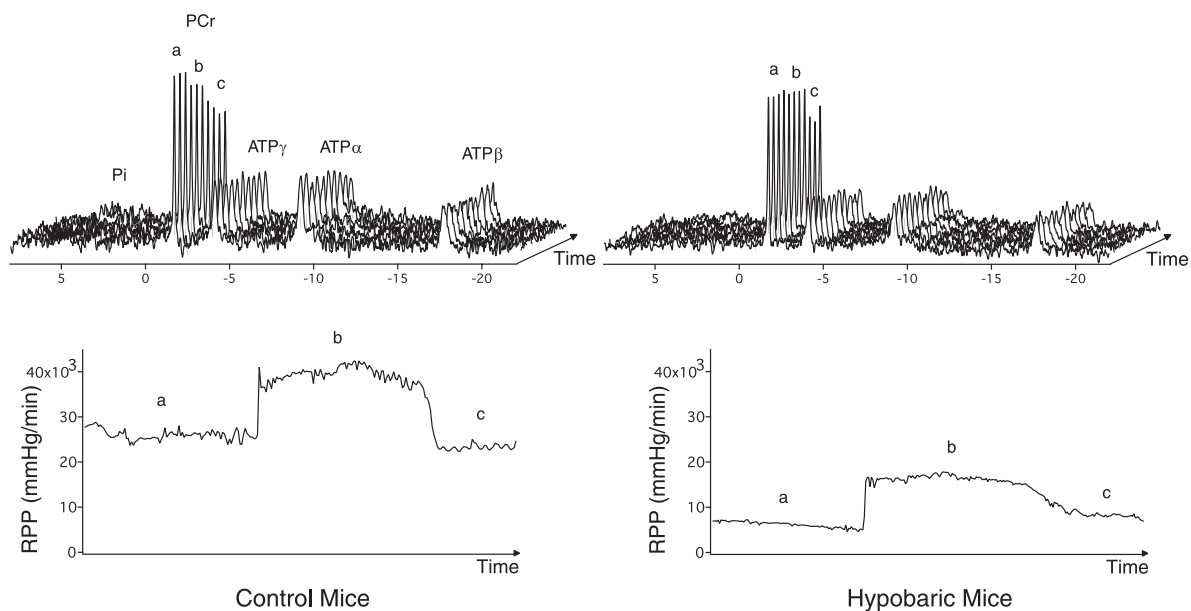 PCr
a
b
c
Pi
ATPγ
ATPα
ATPβ
Time
5 0 -5 -10 -15 -20
a
b
c
Time
5 0 -5 -10 -15 -20
RPP (mmHg/min)
40x10³
30
20
10
0
a
b
c
Time
Control Mice
RPP (mmHg/min)
40x10³
30
20
10
0
a
b
c
Time
Hypobaric Mice